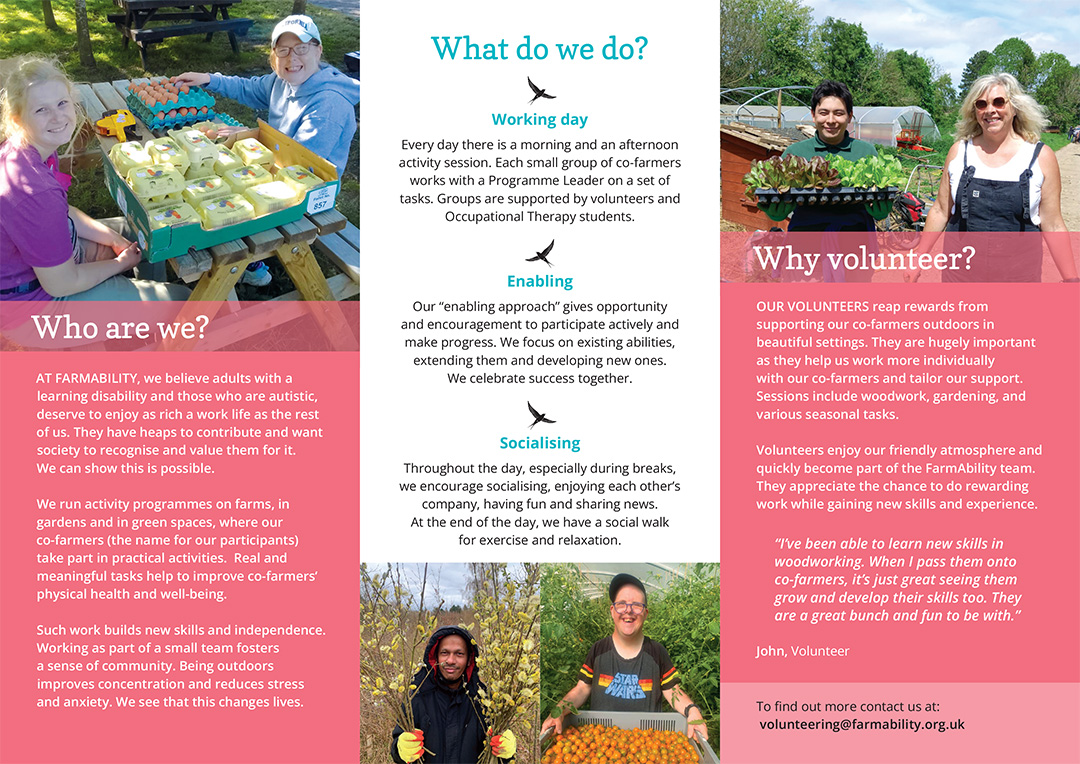 Who are we?
AT FARMABILITY, we believe adults with a
learning disability and those who are autistic,
deserve to enjoy as rich a work life as the rest
of us. They have heaps to contribute and want
society to recognise and value them for it.
We can show this is possible.
We run activity programmes on farms, in
gardens and in green spaces, where our
co-farmers (the name for our participants)
take part in practical activities.  Real and
meaningful tasks help to improve co-farmers’
physical health and well-being.
Such work builds new skills and independence.
Working as part of a small team fosters
a sense of community. Being outdoors
improves concentration and reduces stress
and anxiety. We see that this changes lives.
857
What do we do?
Working day
Every day there is a morning and an afternoon
activity session. Each small group of co-farmers
works with a Programme Leader on a set of
tasks. Groups are supported by volunteers and
Occupational Therapy students.
Enabling
Our “enabling approach” gives opportunity
and encouragement to participate actively and
make progress. We focus on existing abilities,
extending them and developing new ones.
We celebrate success together.
Socialising
Throughout the day, especially during breaks,
we encourage socialising, enjoying each other’s
company, having fun and sharing news.
At the end of the day, we have a social walk
for exercise and relaxation.
STAR
WARS
Why volunteer?
OUR VOLUNTEERS reap rewards from
supporting our co-farmers outdoors in
beautiful settings. They are hugely important
as they help us work more individually
with our co-farmers and tailor our support.
Sessions include woodwork, gardening, and
various seasonal tasks.
Volunteers enjoy our friendly atmosphere and
quickly become part of the FarmAbility team.
They appreciate the chance to do rewarding
work while gaining new skills and experience.
“I’ve been able to learn new skills in
woodworking. When I pass them onto
co-farmers, it’s just great seeing them
grow and develop their skills too. They
are a great bunch and fun to be with.”
John, Volunteer
To find out more contact us at:
volunteering@farmability.org.uk